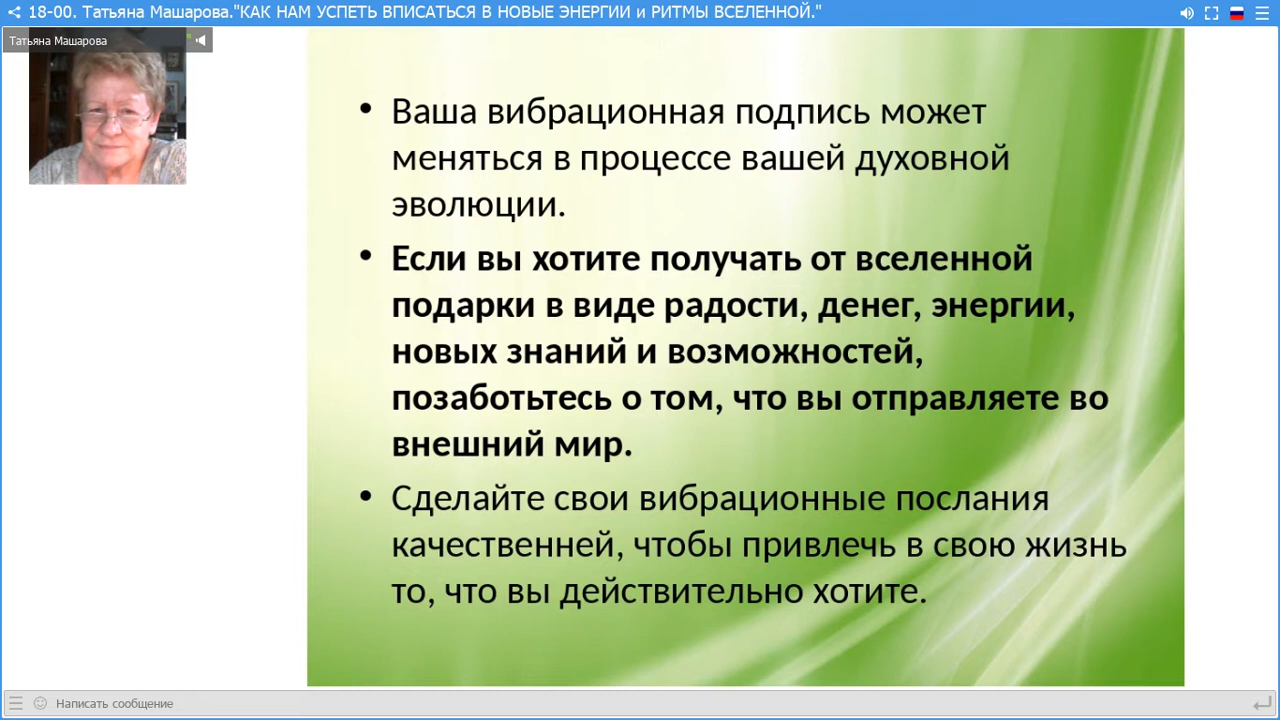 18-00. Татьяна Машарова."КАК НАМ УСПЕТЬ ВПИСАТЬСЯ В НОВЫЕ ЭНЕРГИИ и РИТМЫ ВСЕЛЕННОЙ."
Татьяна Машарова
• Ваша вибрационная подпись может
меняться в процессе вашей духовной
эволюции.
• Если вы хотите получать от вселенной
подарки в виде радости, денег, энергии,
новых знаний и возможностей,
позаботьтесь о том, что вы отправляете во
внешний мир.
• Сделайте свои вибрационные послания
качественней, чтобы привлечь в свою жизнь
то, что вы действительно хотите.
Написать сообщение